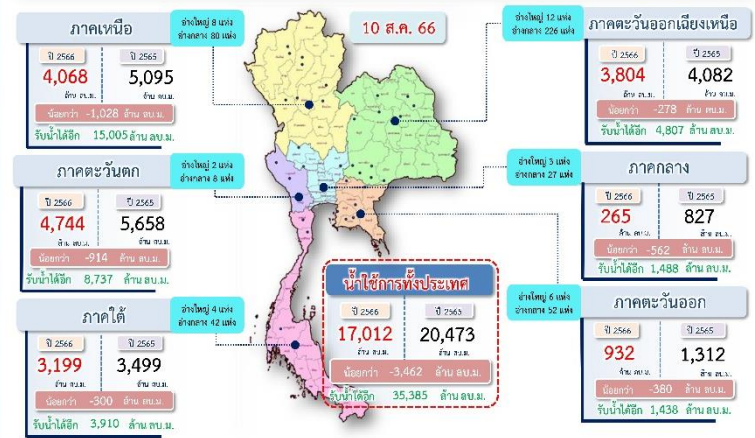 10 ส.ค. 66
ภาคเหนือ
อ่างใหญ่ 8 แห่ง
อ่างกลาง 80 แห่ง
ปี 2566 ปี 2565
4,068 5,095
ล้าน ลบ.ม. ล้าน ลบ.ม.
น้อยกว่า -1,028 ล้าน ลบ.ม.
รับน้ำได้อีก 15,005 ล้าน ลบ.ม.
ภาคตะวันตก
อ่างใหญ่ 2 แห่ง
อ่างกลาง 8 แห่ง
ปี 2566 ปี 2565
4,744 5,658
ล้าน ลบ.ม. ล้าน ลบ.ม.
น้อยกว่า -914 ล้าน ลบ.ม.
รับน้ำได้อีก 8,737 ล้าน ลบ.ม.
ภาคใต้
อ่างใหญ่ 4 แห่ง
อ่างกลาง 42 แห่ง
ปี 2566 ปี 2565
3,199 3,499
ล้าน ลบ.ม. ล้าน ลบ.ม.
น้อยกว่า -300 ล้าน ลบ.ม.
รับน้ำได้อีก 3,910 ล้าน ลบ.ม.
น้ำใช้การทั้งประเทศ
ปี 2566 ปี 2565
17,012 20,473
ล้าน ลบ.ม. ล้าน ลบ.ม.
น้อยกว่า -3,462 ล้าน ลบ.ม.
รับน้ำได้อีก 35,385 ล้าน ลบ.ม.
ภาคตะวันออกเฉียงเหนือ
อ่างใหญ่ 12 แห่ง
อ่างกลาง 226 แห่ง
ปี 2566 ปี 2565
3,804 4,082
ล้าน ลบ.ม. ล้าน ลบ.ม.
น้อยกว่า -278 ล้าน ลบ.ม.
รับน้ำได้อีก 4,807 ล้าน ลบ.ม.
ภาคกลาง
อ่างใหญ่ 3 แห่ง
อ่างกลาง 27 แห่ง
ปี 2566 ปี 2565
265 827
ล้าน ลบ.ม. ล้าน ลบ.ม.
น้อยกว่า -562 ล้าน ลบ.ม.
รับน้ำได้อีก 1,488 ล้าน ลบ.ม.
ภาคตะวันออก
อ่างใหญ่ 6 แห่ง
อ่างกลาง 52 แห่ง
ปี 2566 ปี 2565
932 1,312
ล้าน ลบ.ม. ล้าน ลบ.ม.
น้อยกว่า -380 ล้าน ลบ.ม.
รับน้ำได้อีก 1,438 ล้าน ลบ.ม.